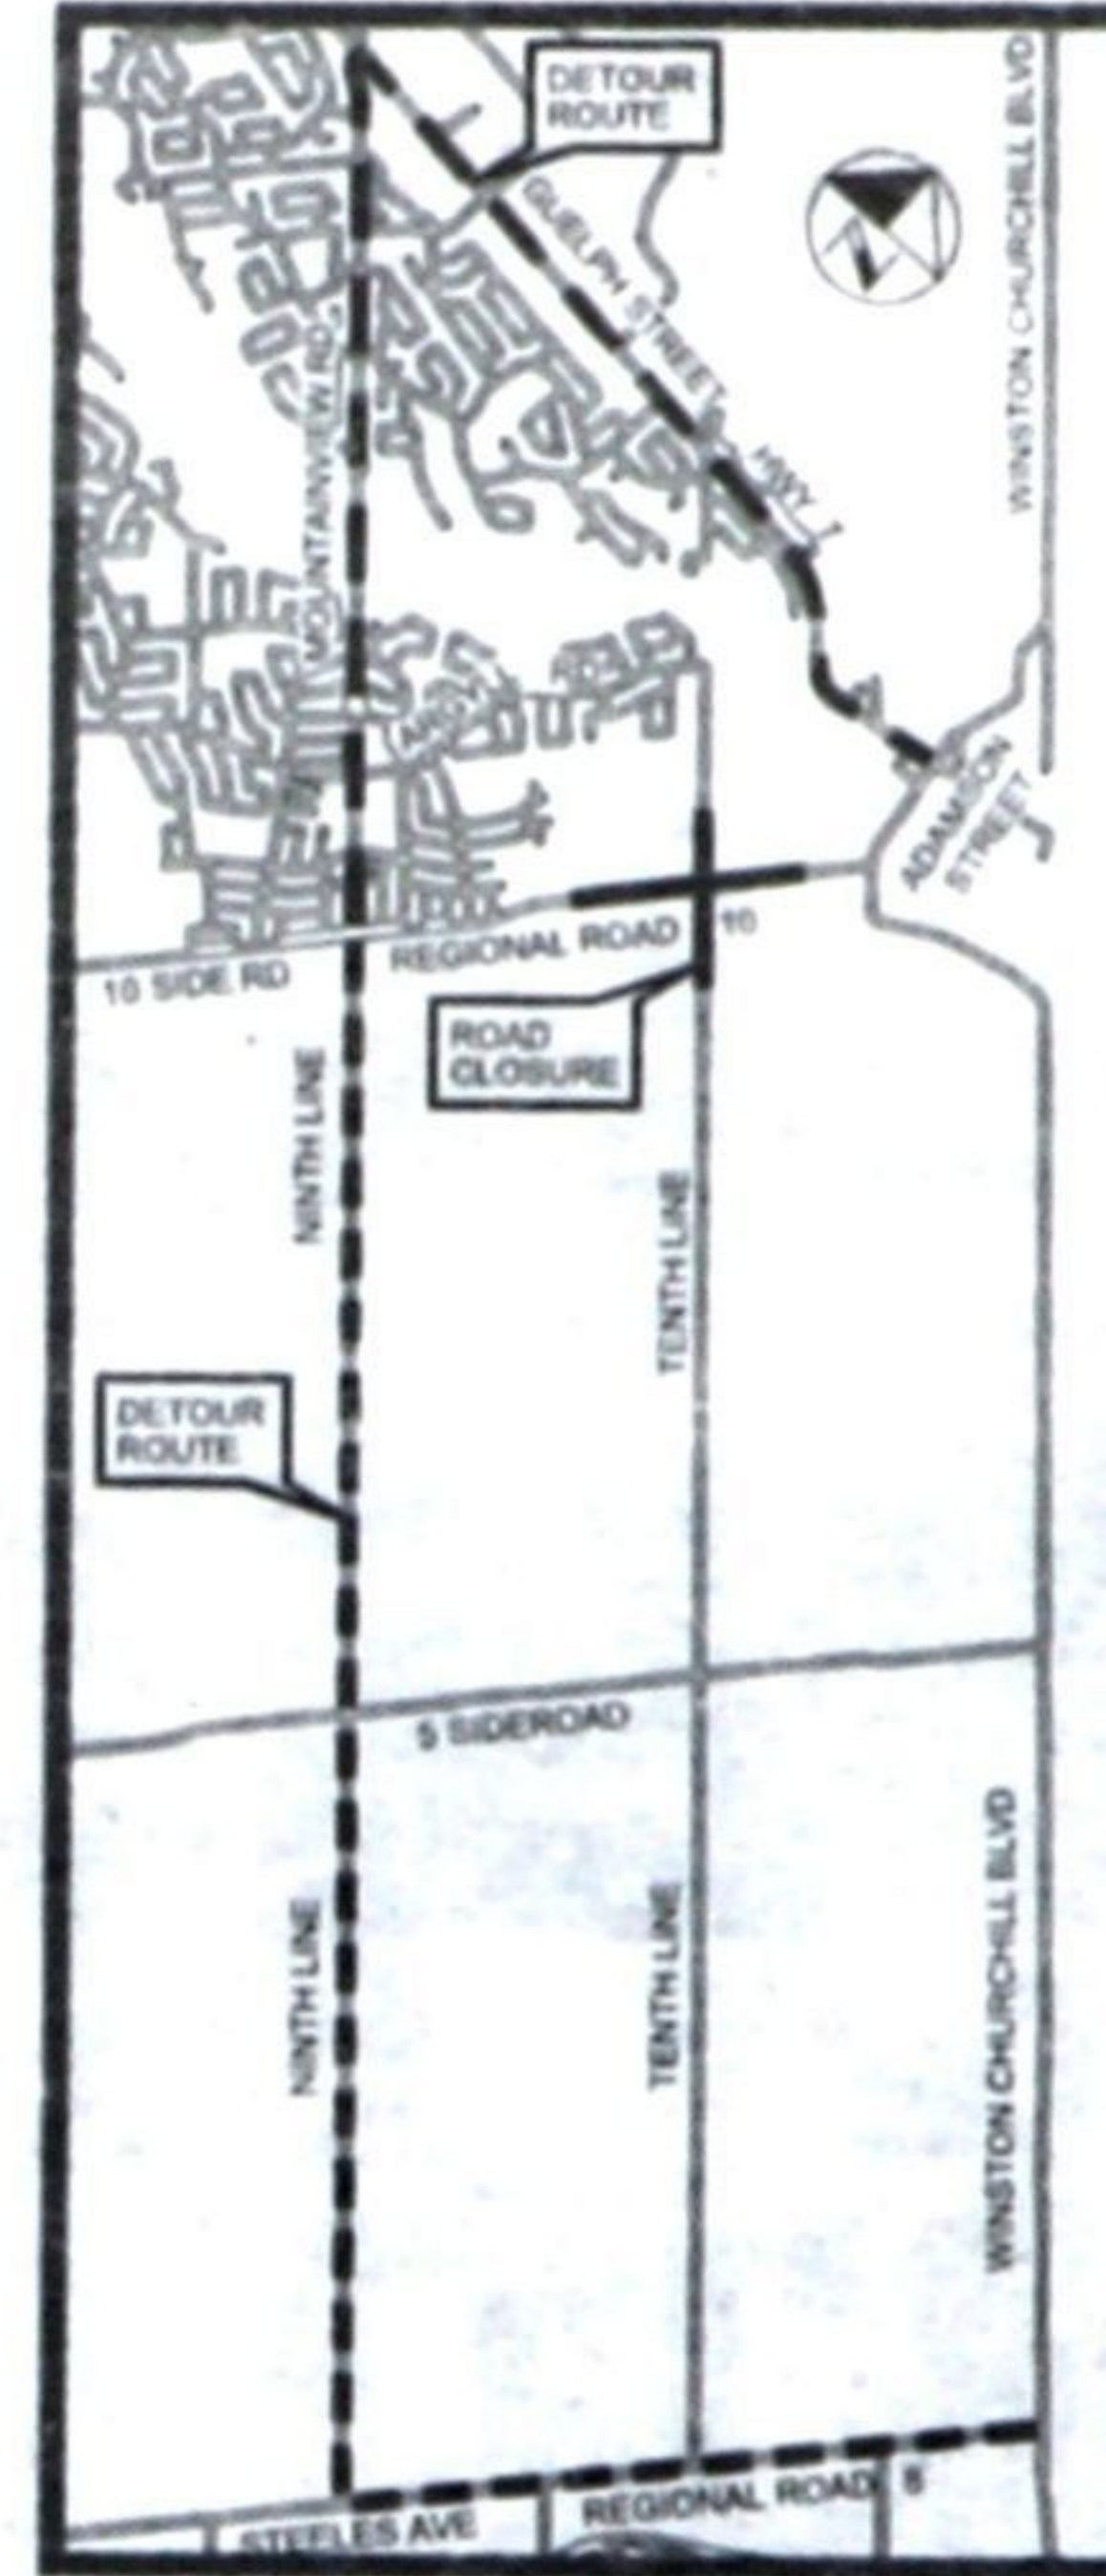 DETOUR
ROUTE
WINSTON CHURCHILL BLVD
GUELPH STREET
HWY 7
MOUNTAINVIEW RD.
ADAMSON
STREET
REGIONAL ROAD 10
10 SIDE RD
ROAD
CLOSURE
NINTH LINE
TENTH LINE
DETOUR
ROUTE
5 SIDEROAD
WINSTON CHURCHILL BLVD
NINTH LINE
TENTH LINE
STEELES AVE
REGIONAL ROAD 8